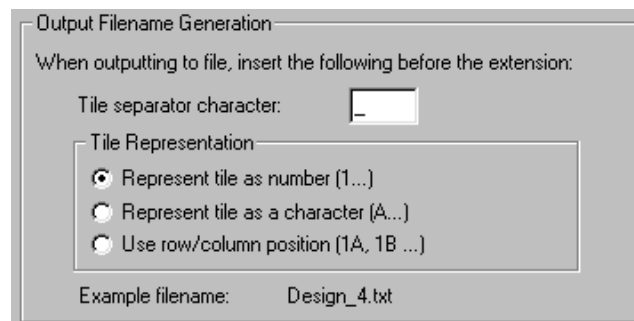 Output Filename Generation
When outputting to file, insert the following before the extension:
Tile separator character: _
Tile Representation
Represent tile as number (1...)
Represent tile as a character (A...)
Use row/column position (1A, 1B ...)
Example filename: Design_4.txt